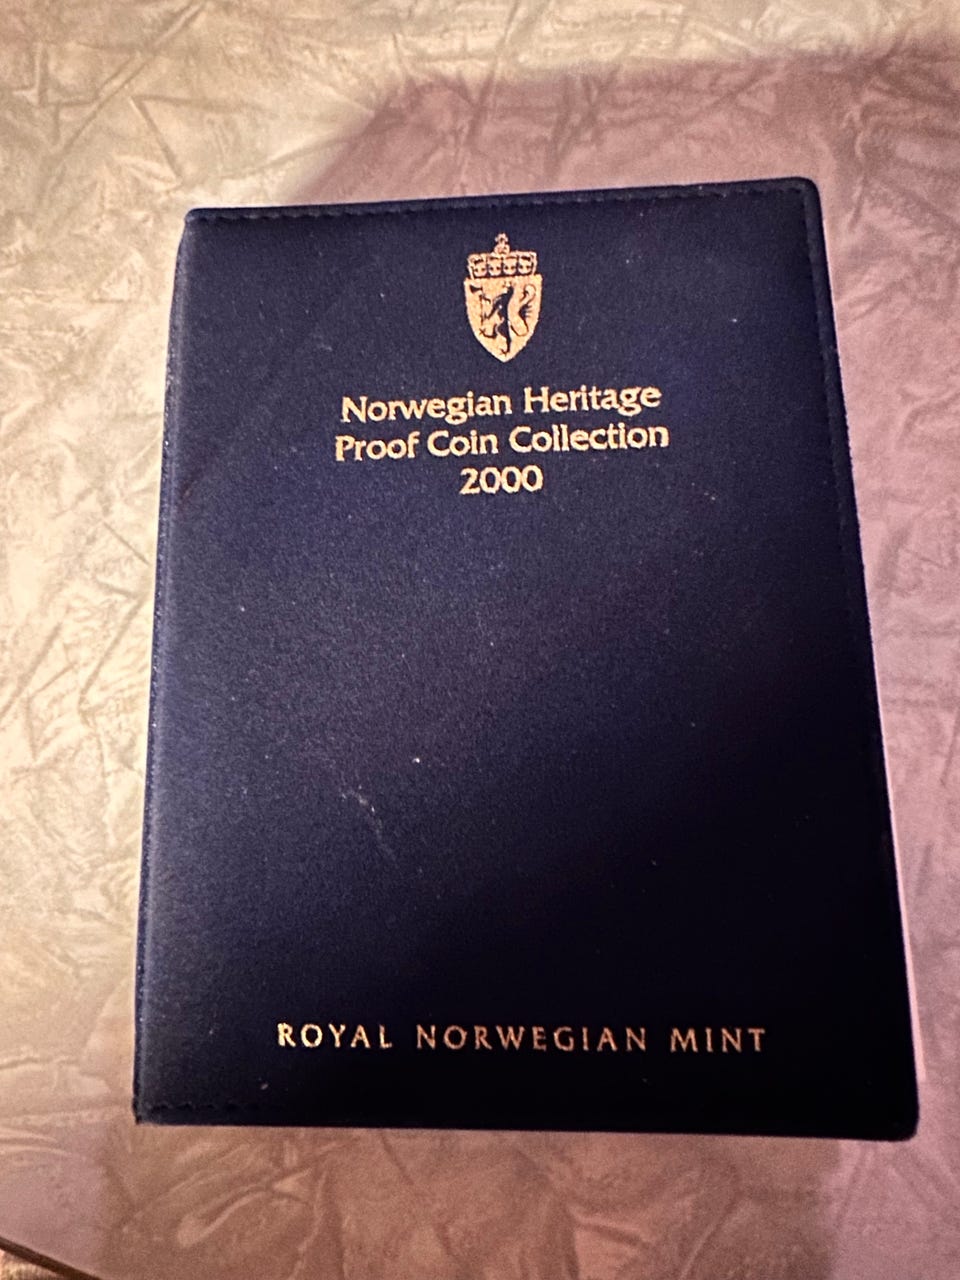 Norwegian Heritage
Proof Coin Collection
2000
ROYAL NORWEGIAN MINT